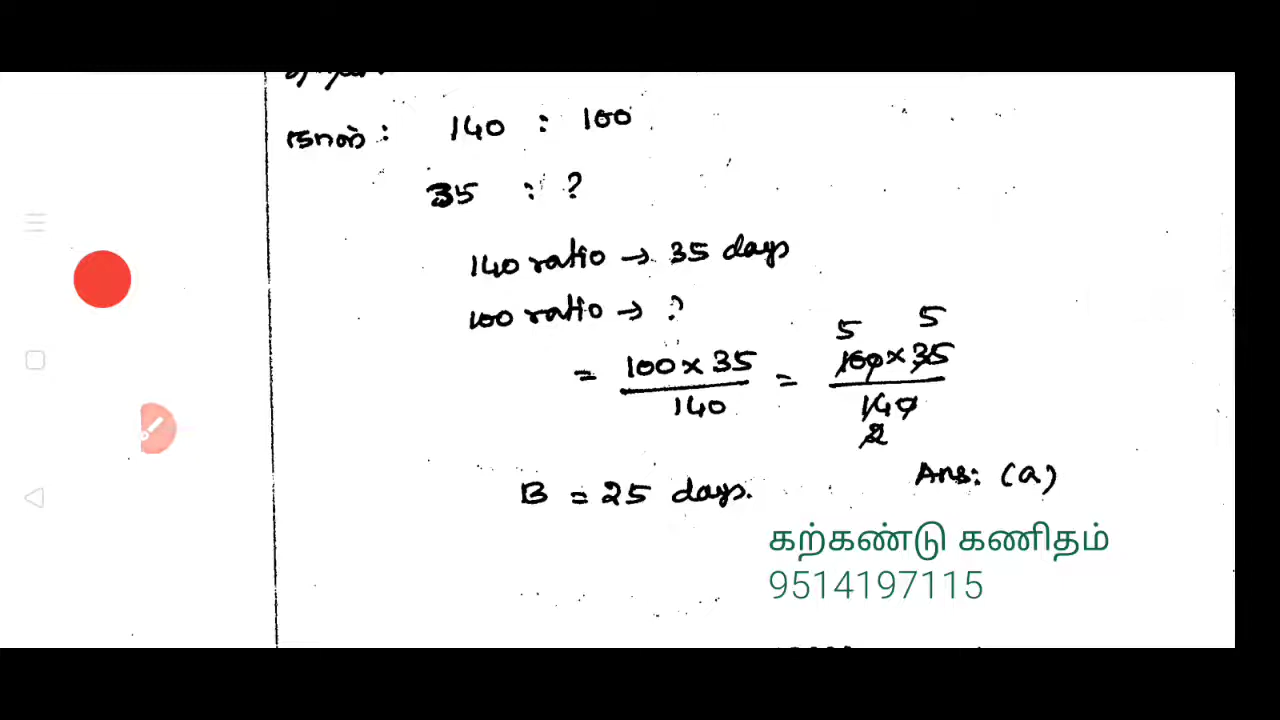 நாள் : 140 : 100
35 : ?
140 ratio → 35 days
100 ratio → ?
= 100 x 35 / 140 = 100 x 35 / 140
5 5
2
B = 25 days.
Ans: (a)
கற்கண்டு கணிதம்
9514197115